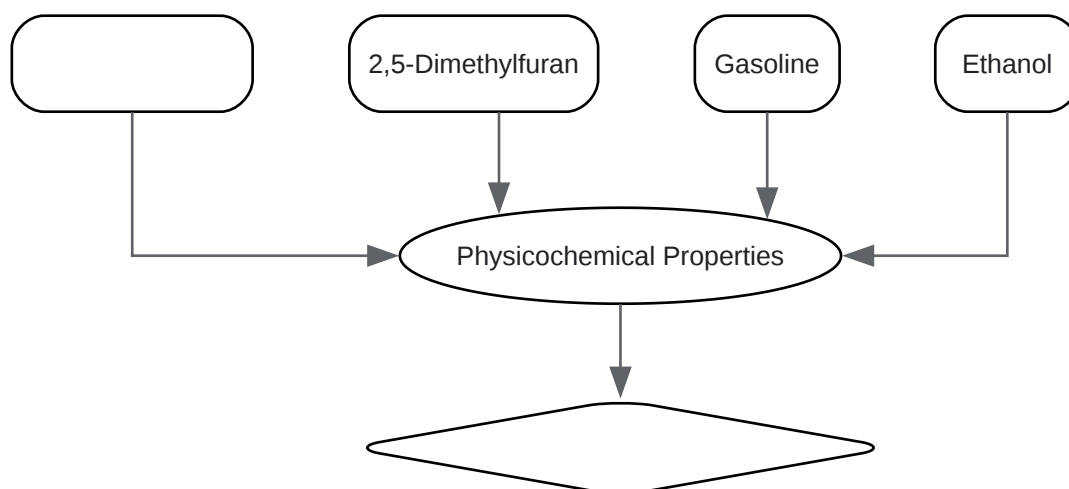 2,5-Dimethylfuran
Gasoline
Ethanol
Physicochemical Properties